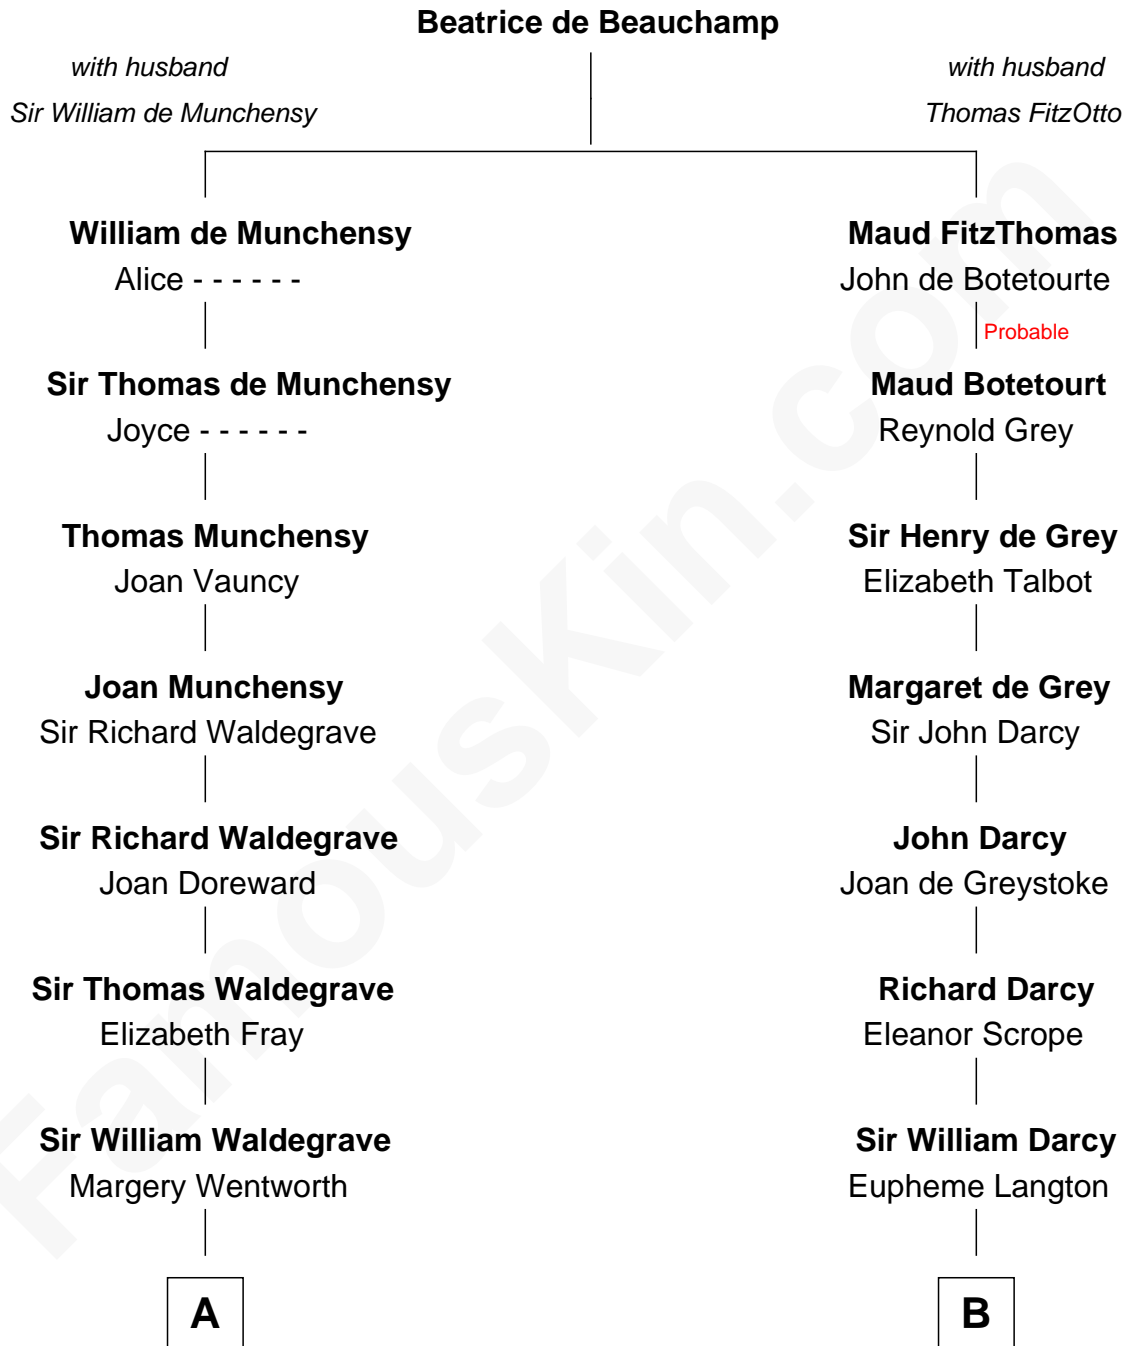 Beatrice de Beauchamp
with husband
Sir William de Munchensy
with husband
Thomas FitzOtto
William de Munchensy
Alice - - - - - -
Sir Thomas de Munchensy
Joyce - - - - - -
Thomas Munchensy
Joan Vauncy
Joan Munchensy
Sir Richard Waldegrave
Sir Richard Waldegrave
Joan Doreward
Sir Thomas Waldegrave
Elizabeth Fray
Sir William Waldegrave
Margery Wentworth
A
Maud FitzThomas
John de Botetourte
Probable
Maud Botetourt
Reynold Grey
Sir Henry de Grey
Elizabeth Talbot
Margaret de Grey
Sir John Darcy
John Darcy
Joan de Greystoke
Richard Darcy
Eleanor Scrope
Sir William Darcy
Eupheme Langton
B
FamousKin.com